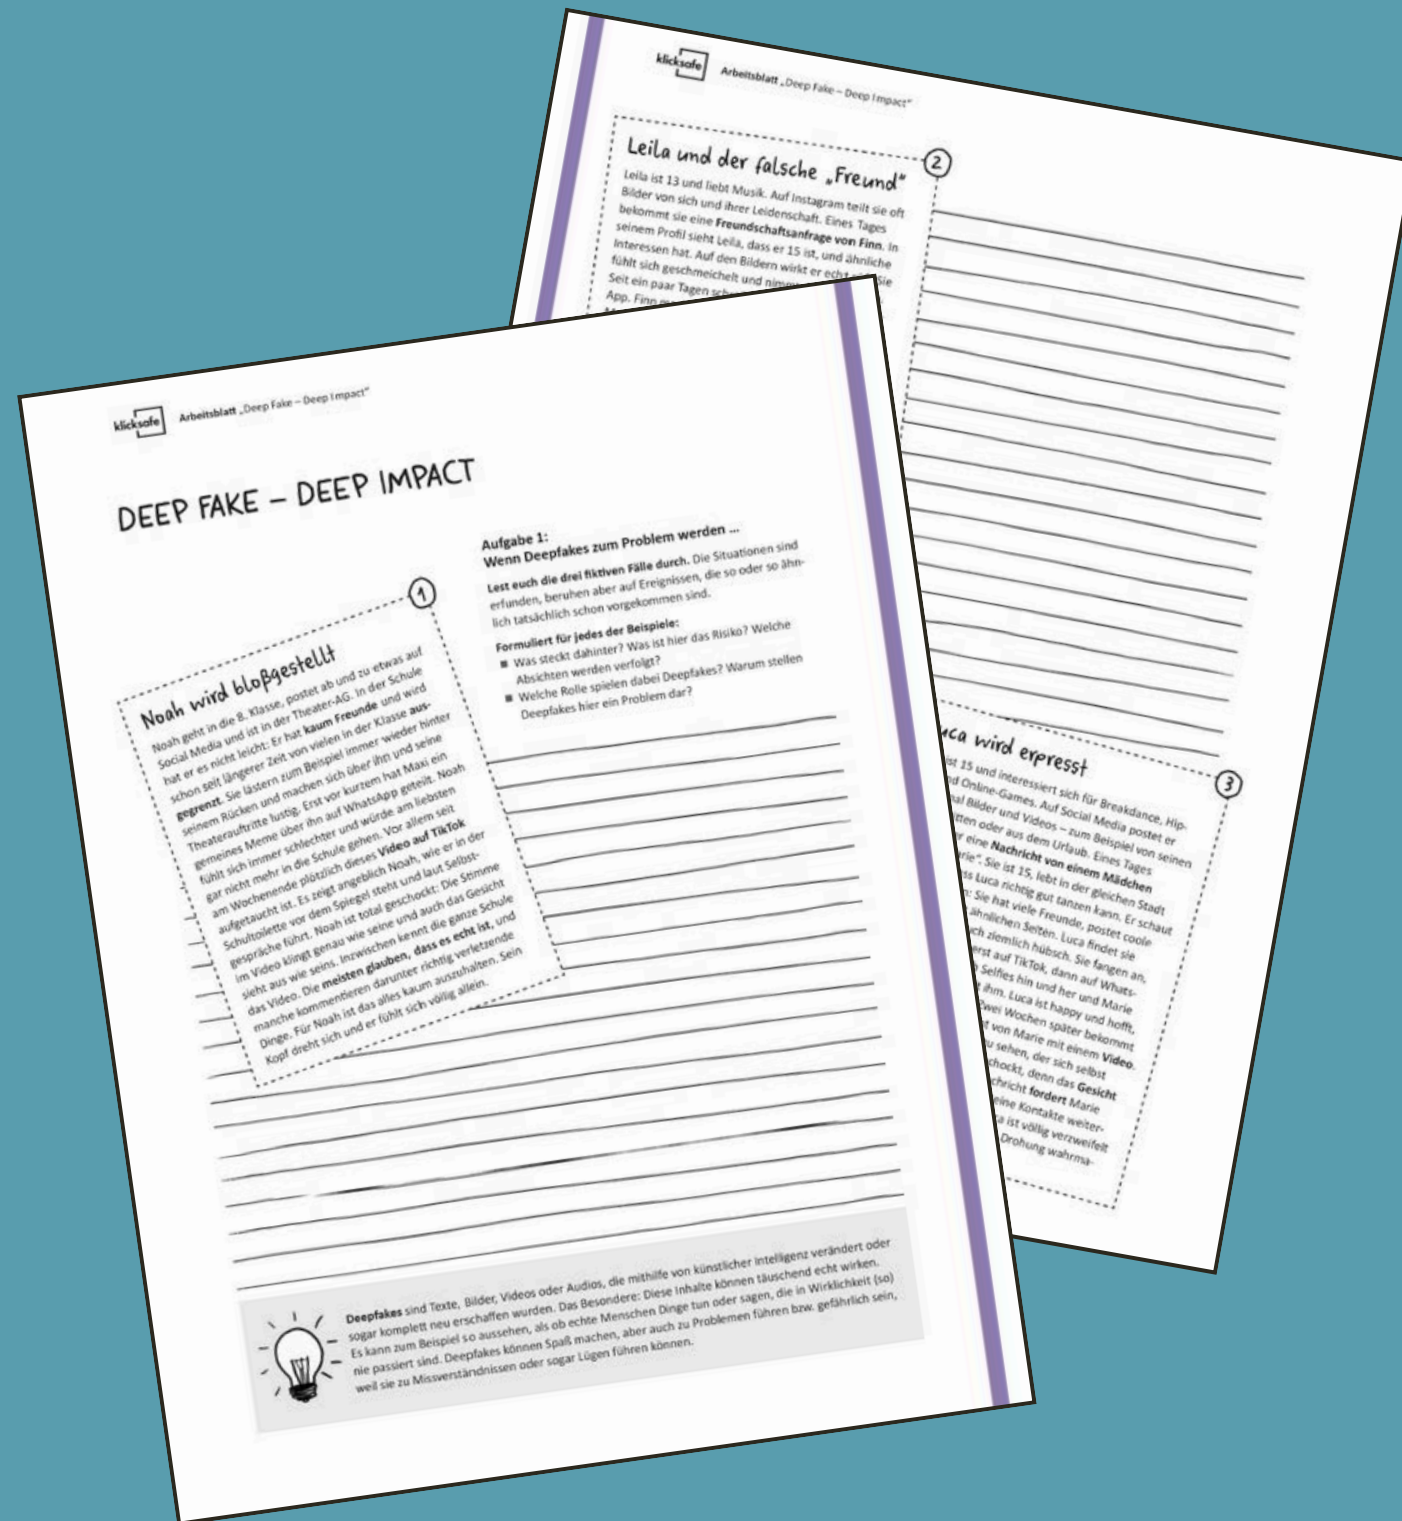 klicksafe
Arbeitsblatt „Deep Fake – Deep Impact“
Leila und der falsche „Freund“
2
Leila ist 13 und liebt Musik. Auf Instagram teilt sie oft
Bilder von sich und ihrer Leidenschaft. Eines Tages
bekommt sie eine Freundschaftsanfrage von Finn. In
seinem Profil sieht Leila, dass er 15 ist, und ähnliche
Interessen hat. Auf den Bildern wirkt er echt Sie
fühlt sich geschmeichelt und
Seit ein paar Tagen
App. Finn
klicksafe
Arbeitsblatt „Deep Fake – Deep Impact“
DEEP FAKE – DEEP IMPACT
Aufgabe 1:
Wenn Deepfakes zum Problem werden ...
Lest euch die drei fiktiven Fälle durch. Die Situationen sind
erfunden, beruhen aber auf Ereignissen, die so oder so ähn-
lich tatsächlich schon vorgekommen sind.
Formuliert für jedes der Beispiele:
■ Was steckt dahinter? Was ist hier das Risiko? Welche
Absichten werden verfolgt?
■ Welche Rolle spielen dabei Deepfakes? Warum stellen
Deepfakes hier ein Problem dar?
1
Noah wird bloßgestellt
Noah geht in die 8. Klasse, postet ab und zu etwas auf
Social Media und ist in der Theater-AG. In der Schule
hat er es nicht leicht: Er hat kaum Freunde und wird
schon seit längerer Zeit von vielen in der Klasse aus-
gegrenzt. Sie lästern zum Beispiel immer wieder hinter
seinem Rücken und machen sich über ihn und seine
Theaterauftritte lustig. Erst vor kurzem hat Maxi ein
gemeines Meme über ihn auf WhatsApp geteilt. Noah
fühlt sich immer schlechter und würde am liebsten
gar nicht mehr in die Schule gehen. Vor allem seit
am Wochenende plötzlich dieses Video auf TikTok
aufgetaucht ist. Es zeigt angeblich Noah, wie er in der
Schultoilette vor dem Spiegel steht und laut Selbst-
gespräche führt. Noah ist total geschockt: Die Stimme
im Video klingt genau wie seine und auch das Gesicht
sieht aus wie seins. Inzwischen kennt die ganze Schule
das Video. Die meisten glauben, dass es echt ist, und
manche kommentieren darunter richtig verletzende
Dinge. Für Noah ist das alles kaum auszuhalten. Sein
Kopf dreht sich und er fühlt sich völlig allein.
uca wird erpresst
3
ist 15 und interessiert sich für Breakdance, Hip-
nd Online-Games. Auf Social Media postet er
al Bilder und Videos – zum Beispiel von seinen
itten oder aus dem Urlaub. Eines Tages
eine Nachricht von einem Mädchen
rie“. Sie ist 15, lebt in der gleichen Stadt
ss Luca richtig gut tanzen kann. Er schaut
: Sie hat viele Freunde, postet coole
ähnlichen Seiten. Luca findet sie
ch ziemlich hübsch. Sie fangen an,
erst auf TikTok, dann auf Whats-
Selfies hin und her und Marie
ihm. Luca ist happy und hofft,
Zwei Wochen später bekommt
von Marie mit einem Video.
zu sehen, der sich selbst
chockt, denn das Gesicht
chricht fordert Marie
eine Kontakte weiter-
ca ist völlig verzweifelt
Drohung wahrma-
Deepfakes sind Texte, Bilder, Videos oder Audios, die mithilfe von künstlicher Intelligenz verändert oder
sogar komplett neu erschaffen wurden. Das Besondere: Diese Inhalte können täuschend echt wirken.
Es kann zum Beispiel so aussehen, als ob echte Menschen Dinge tun oder sagen, die in Wirklichkeit (so)
nie passiert sind. Deepfakes können Spaß machen, aber auch zu Problemen führen bzw. gefährlich sein,
weil sie zu Missverständnissen oder sogar Lügen führen können.